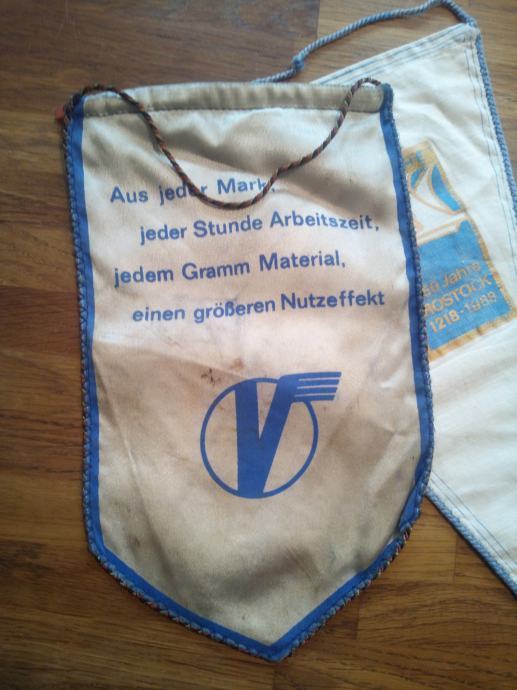 Aus jeder Mark,
jeder Stunde Arbeitszeit,
jedem Gramm Material,
einen größeren Nutzeffekt
V
Jahre
ROSTOCK
1218-1988